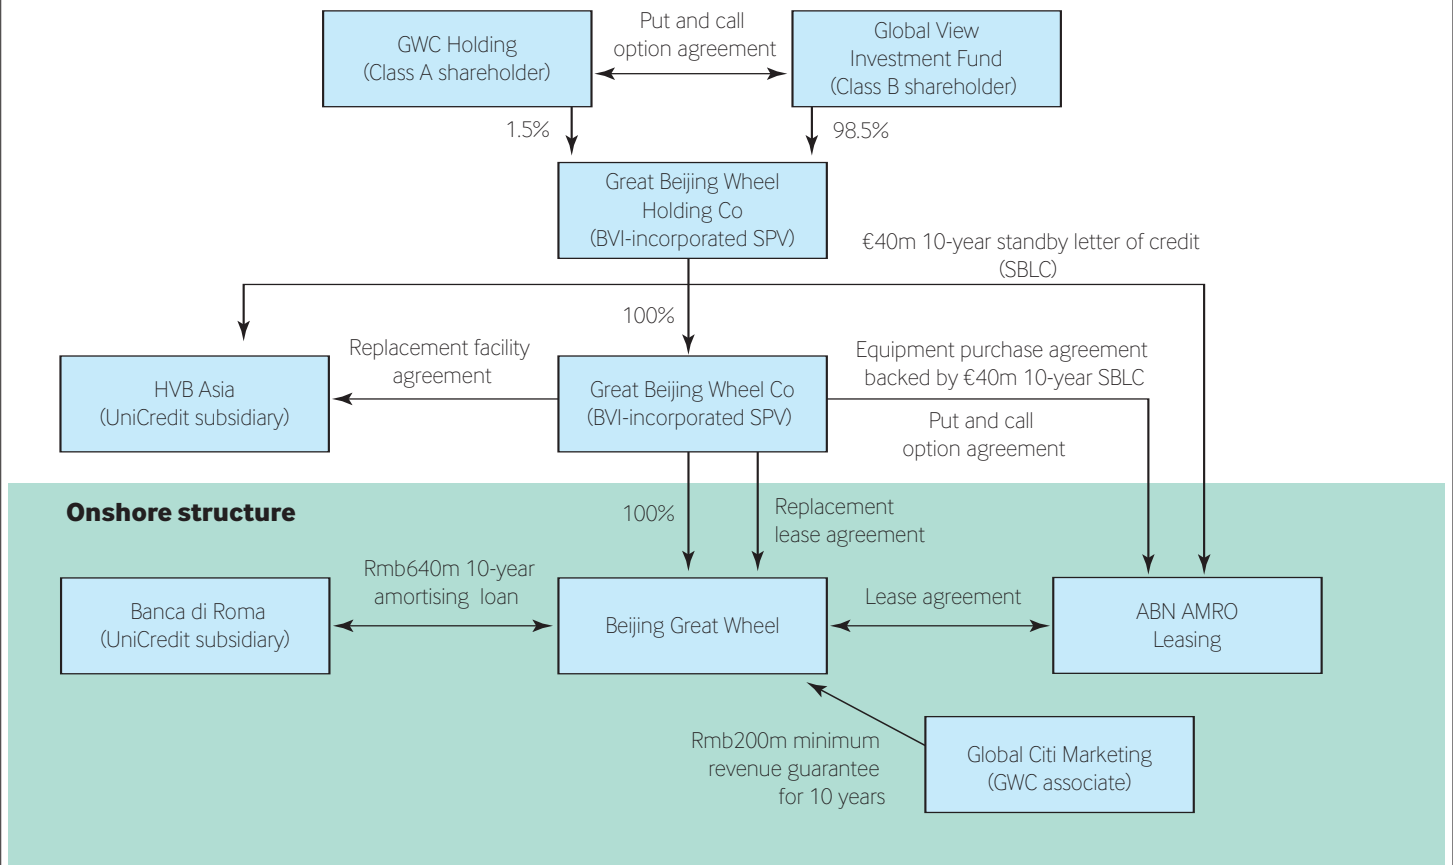 GWC Holding
(Class A shareholder)
Put and call
option agreement
Global View
Investment Fund
(Class B shareholder)
1.5%
98.5%
Great Beijing Wheel
Holding Co
(BVI-incorporated SPV)
€40m 10-year standby letter of credit
(SBLC)
100%
HVB Asia
(UniCredit subsidiary)
Replacement facility
agreement
Great Beijing Wheel Co
(BVI-incorporated SPV)
Equipment purchase agreement
backed by €40m 10-year SBLC
Put and call
option agreement
Onshore structure
100%
Replacement
lease agreement
Banca di Roma
(UniCredit subsidiary)
Rmb640m 10-year
amortising loan
Beijing Great Wheel
Lease agreement
ABN AMRO
Leasing
Rmb200m minimum
revenue guarantee
for 10 years
Global Citi Marketing
(GWC associate)